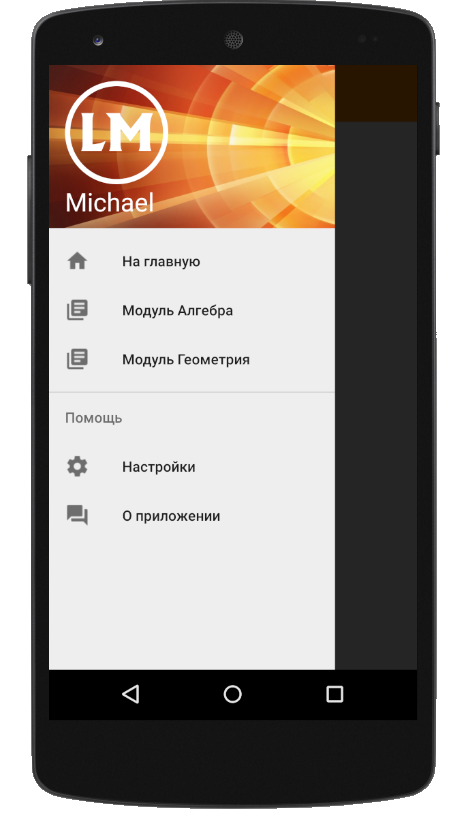 LM
Michael
На главную
Модуль Алгебра
Модуль Геометрия
Помощь
Настройки
О приложении